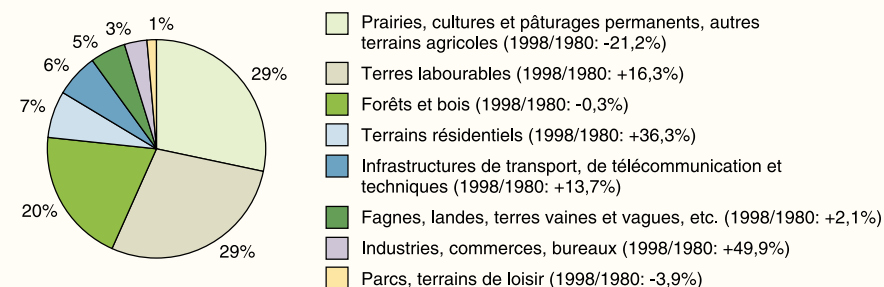 1%
3%
5%
6%
7%
20%
29%
29%
Prairies, cultures et pâturages permanents, autres
terrains agricoles (1998/1980: -21,2%)
Terres labourables (1998/1980: +16,3%)
Forêts et bois (1998/1980: -0,3%)
Terrains résidentiels (1998/1980: +36,3%)
Infrastructures de transport, de télécommunication et
techniques (1998/1980: +13,7%)
Fagnes, landes, terres vaines et vagues, etc. (1998/1980: +2,1%)
Industries, commerces, bureaux (1998/1980: +49,9%)
Parcs, terrains de loisir (1998/1980: -3,9%)